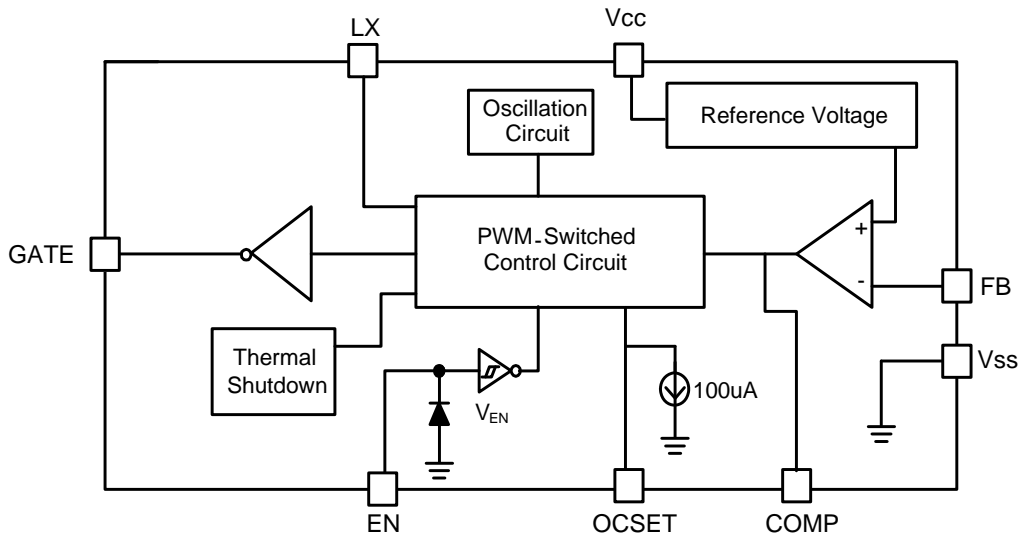 LX
Vcc
Oscillation
Circuit
Reference Voltage
GATE
PWM-Switched
Control Circuit
+
-
FB
Thermal
Shutdown
Vss
VEN
100uA
EN
OCSET
COMP